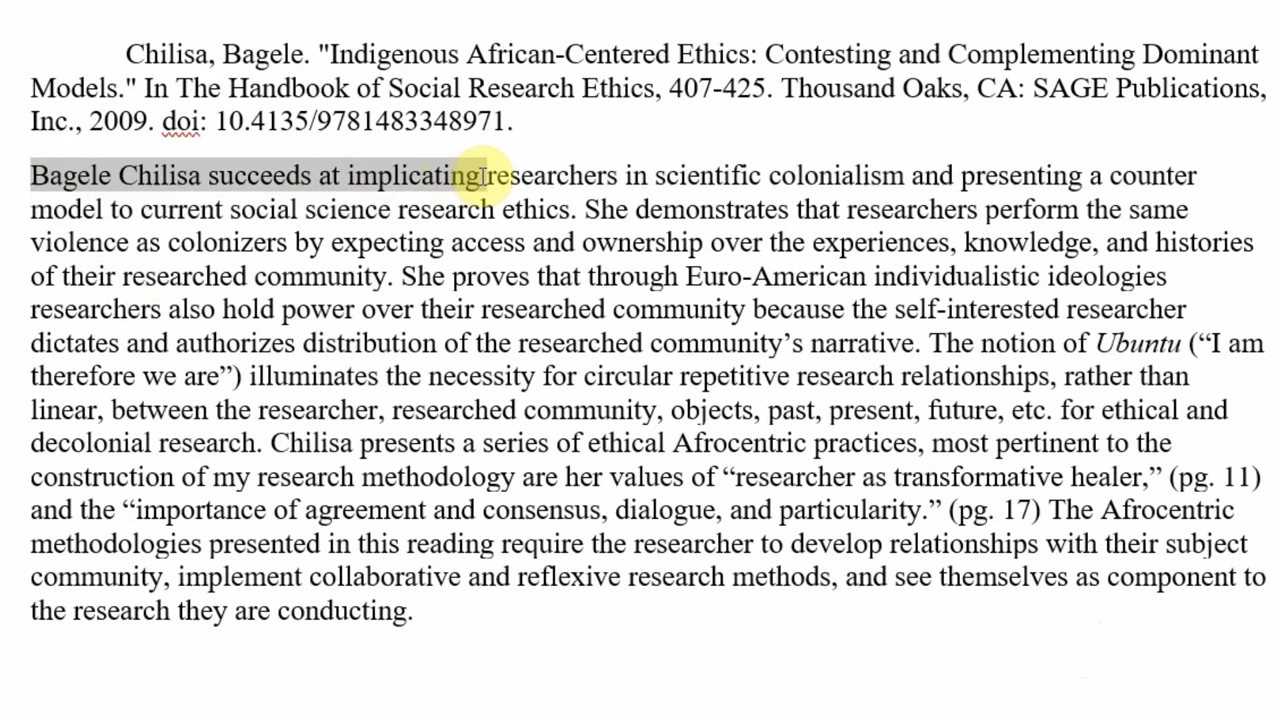 Chilisa, Bagele. "Indigenous African-Centered Ethics: Contesting and Complementing Dominant
Models." In The Handbook of Social Research Ethics, 407-425. Thousand Oaks, CA: SAGE Publications,
Inc., 2009. doi: 10.4135/9781483348971.
Bagele Chilisa succeeds at implicating researchers in scientific colonialism and presenting a counter
model to current social science research ethics. She demonstrates that researchers perform the same
violence as colonizers by expecting access and ownership over the experiences, knowledge, and histories
of their researched community. She proves that through Euro-American individualistic ideologies
researchers also hold power over their researched community because the self-interested researcher
dictates and authorizes distribution of the researched community’s narrative. The notion of Ubuntu (“I am
therefore we are”) illuminates the necessity for circular repetitive research relationships, rather than
linear, between the researcher, researched community, objects, past, present, future, etc. for ethical and
decolonial research. Chilisa presents a series of ethical Afrocentric practices, most pertinent to the
construction of my research methodology are her values of “researcher as transformative healer,” (pg. 11)
and the “importance of agreement and consensus, dialogue, and particularity.” (pg. 17) The Afrocentric
methodologies presented in this reading require the researcher to develop relationships with their subject
community, implement collaborative and reflexive research methods, and see themselves as component to
the research they are conducting.